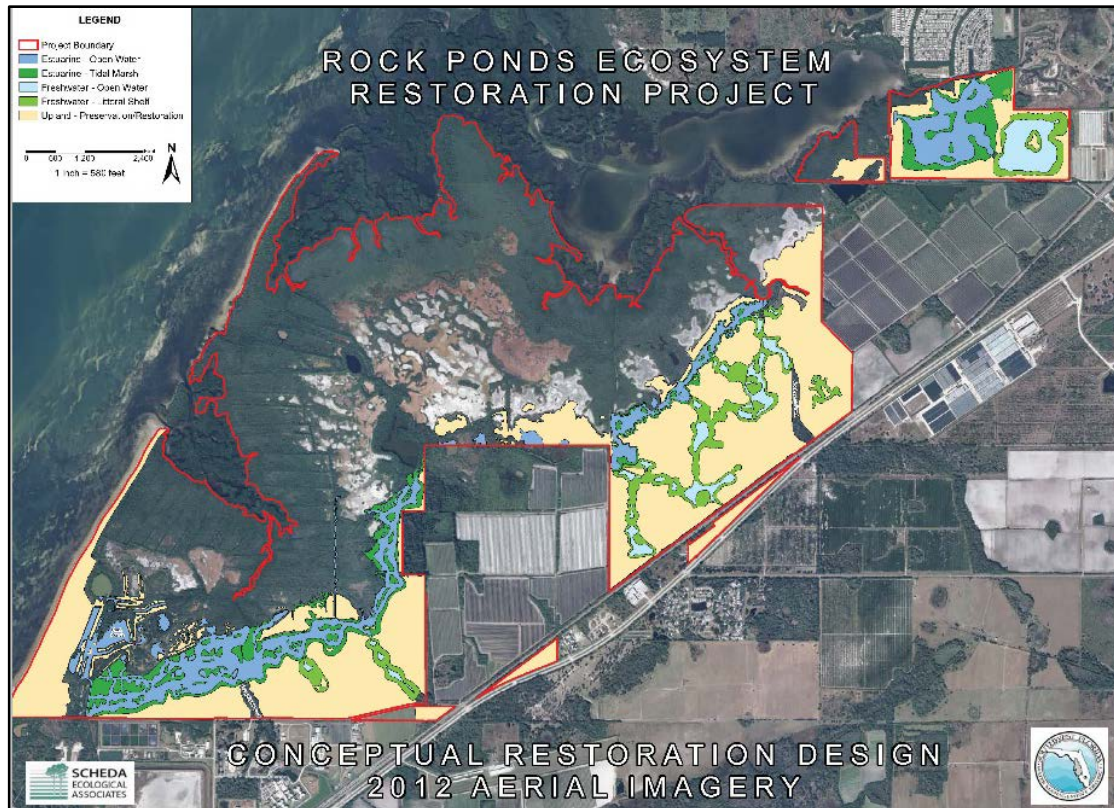 LEGEND
Project Boundary
Estuarine - Open Water
Estuarine - Tidal Marsh
Freshwater - Open Water
Freshwater - Littoral Shelf
Upland - Preservation/Restoration
0 600 1,200 2,400
Feet
1 inch = 580 feet
N
ROCK PONDS ECOSYSTEM
RESTORATION PROJECT
CONCEPTUAL RESTORATION DESIGN
2012 AERIAL IMAGERY
SCHEDA
ECOLOGICAL
ASSOCIATES